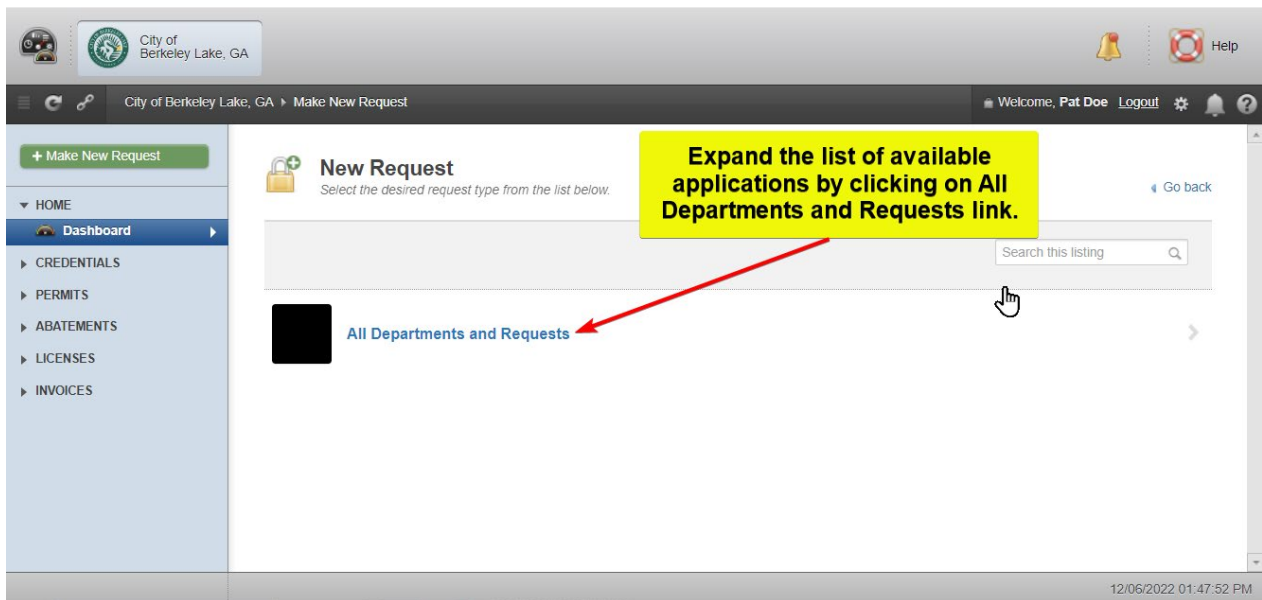 City of
Berkeley Lake, GA
Help
City of Berkeley Lake, GA Make New Request
Welcome, Pat Doe Logout
+ Make New Request
HOME
Dashboard
CREDENTIALS
PERMITS
ABATEMENTS
LICENSES
INVOICES
New Request
Select the desired request type from the list below.
Expand the list of available
applications by clicking on All
Departments and Requests link.
Go back
Search this listing
All Departments and Requests
12/06/2022 01:47:52 PM